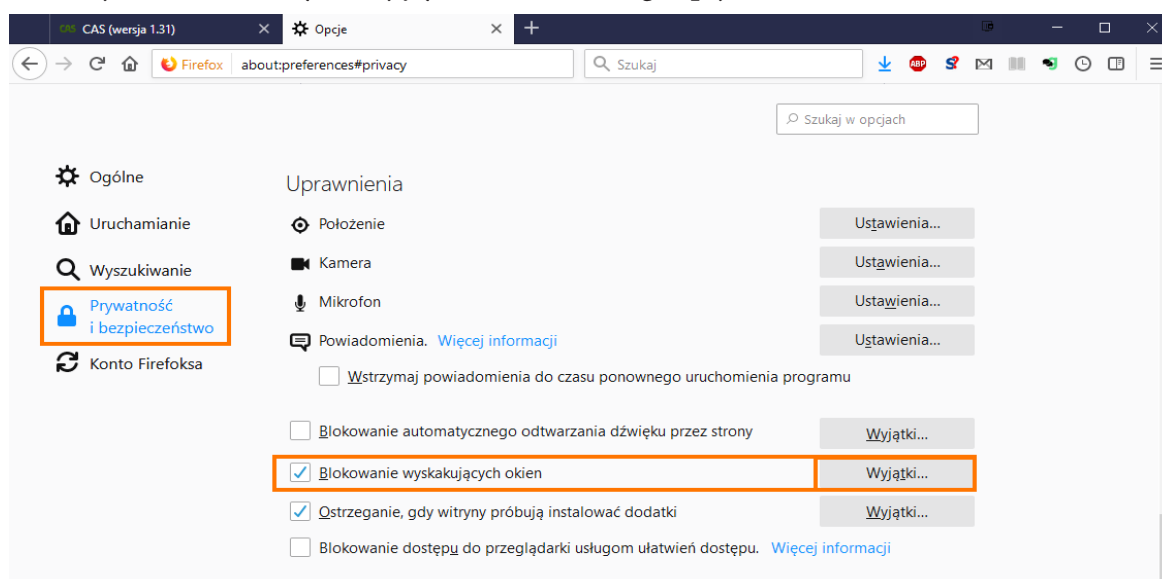 CAS CAS (wersja 1.31)
Opcje
Firefox about:preferences#privacy
Szukaj
ABP
Szukaj w opcjach
Ogólne
Uruchamianie
Wyszukiwanie
Prywatność
i bezpieczeństwo
Konto Firefoksa
Uprawnienia
Położenie Ustawienia...
Kamera Ustawienia...
Mikrofon Ustawienia...
Powiadomienia. Więcej informacji Ustawienia...
Wstrzymaj powiadomienia do czasu ponownego uruchomienia programu
Blokowanie automatycznego odtwarzania dźwięku przez strony Wyjątki...
Blokowanie wyskakujących okien Wyjątki...
Ostrzeganie, gdy witryny próbują instalować dodatki Wyjątki...
Blokowanie dostępu do przeglądarki usługom ułatwień dostępu. Więcej informacji